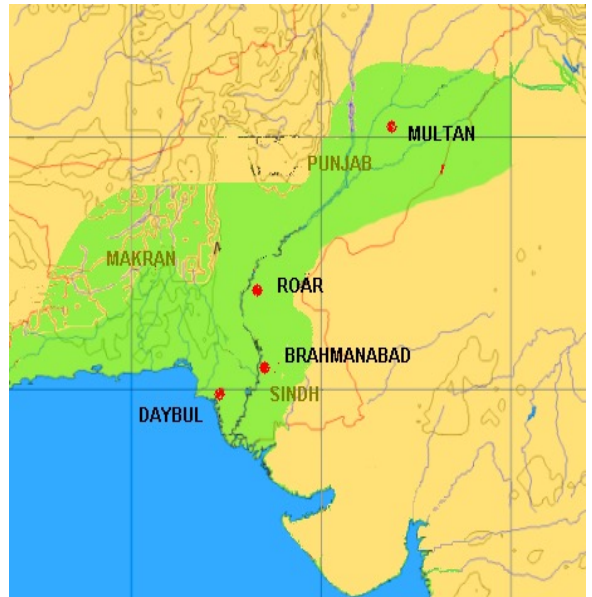 MULTAN
PUNJAB
MAKRAN
ROAR
BRAHMANABAD
SINDH
DAYBUL